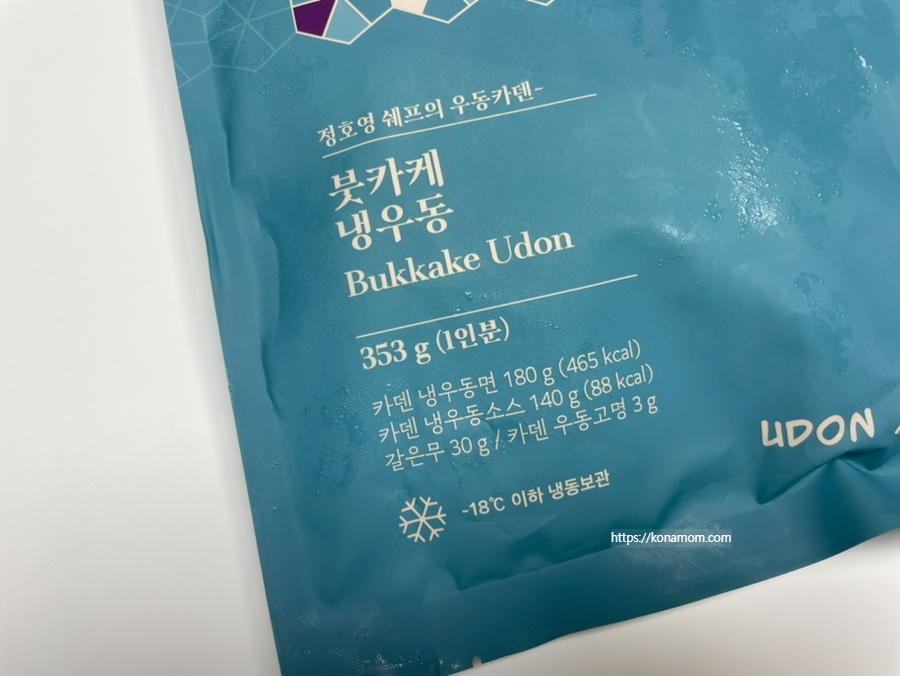 정호영 쉐프의 우동카덴-
붓카케
냉우동
Bukkake Udon
353 g (1인분)
카덴 냉우동면 180 g (465 kcal)
카덴 냉우동소스 140 g (88 kcal)
갈은무 30 g / 카덴 우동고명 3 g
-18℃ 이하 냉동보관
UDON
https://konamom.com